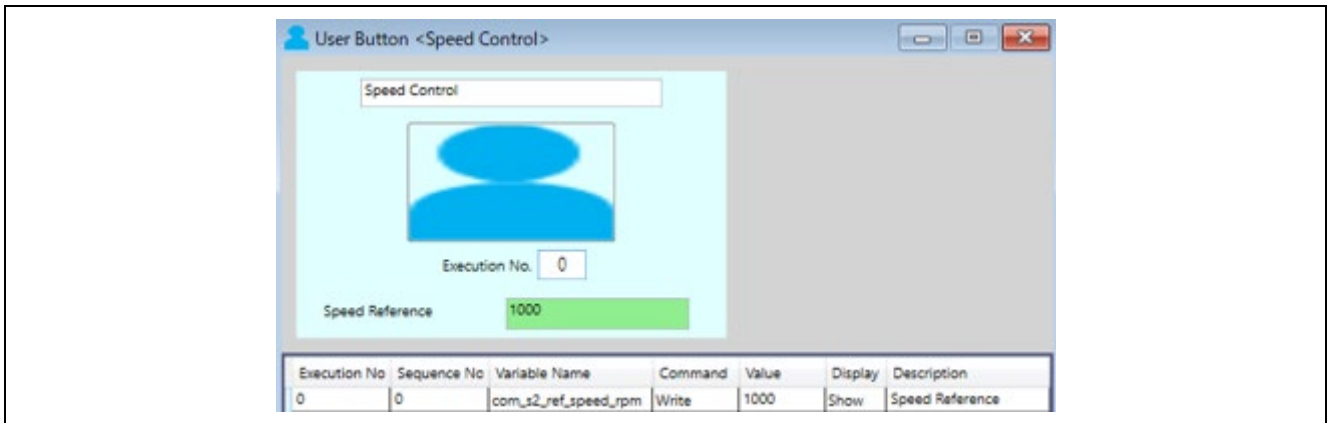 User Button <Speed Control>
Speed Control
Execution No. 0
Speed Reference 1000
Execution No Sequence No Variable Name Command Value Display Description
0 0 com_s2_ref_speed_rpm Write 1000 Show Speed Reference